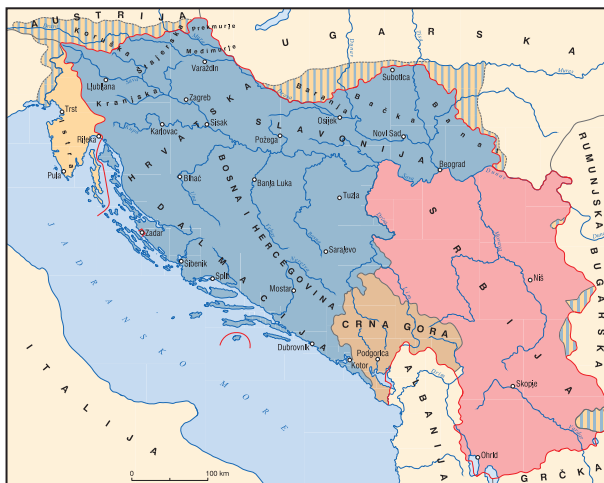 AUSTRIJA
Koruška
Štajerska
Prekmurje
Međimurje
UGARSKA
Varaždin
Ljubljana
Kranjska
Zagreb
Subotica
Baranja
Bačka
Banat
Trst
Istra
Rijeka
Karlovac
Sisak
HRVATSKA
SLAVONIJA
Osijek
Požega
Novi Sad
Pula
Beograd
RUMUNJSKA
Bihać
Banja Luka
Tuzla
BOSNA I HERCEGOVINA
Zadar
DALMACIJA
Sarajevo
SRBIJA
Šibenik
Split
Mostar
Niš
BUGARSKA
JADRANSKO MORE
CRNA GORA
Dubrovnik
Podgorica
Kotor
Skopje
ITALIJA
ALBANIJA
Ohrid
GRČKA
0 100 km